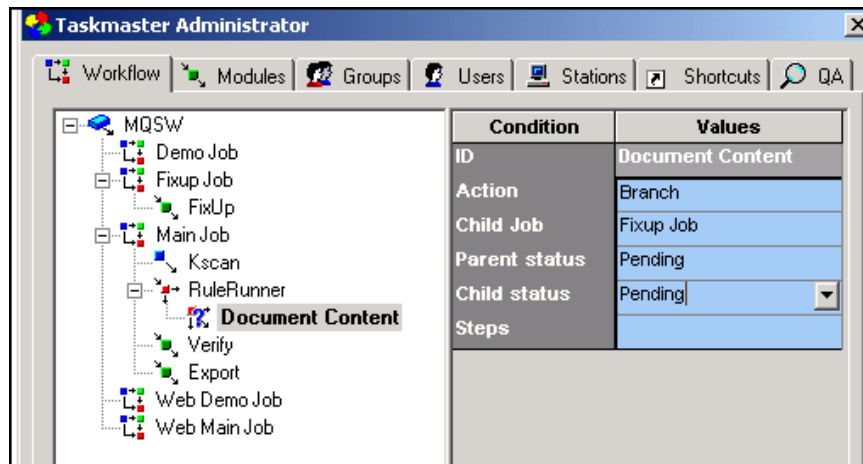 Taskmaster Administrator
Workflow Modules Groups Users Stations Shortcuts QA
MQSW
Demo Job
Fixup Job
FixUp
Main Job
Kscan
RuleRunner
Document Content
Verify
Export
Web Demo Job
Web Main Job
Condition Values
ID Document Content
Action Branch
Child Job Fixup Job
Parent status Pending
Child status Pending
Steps